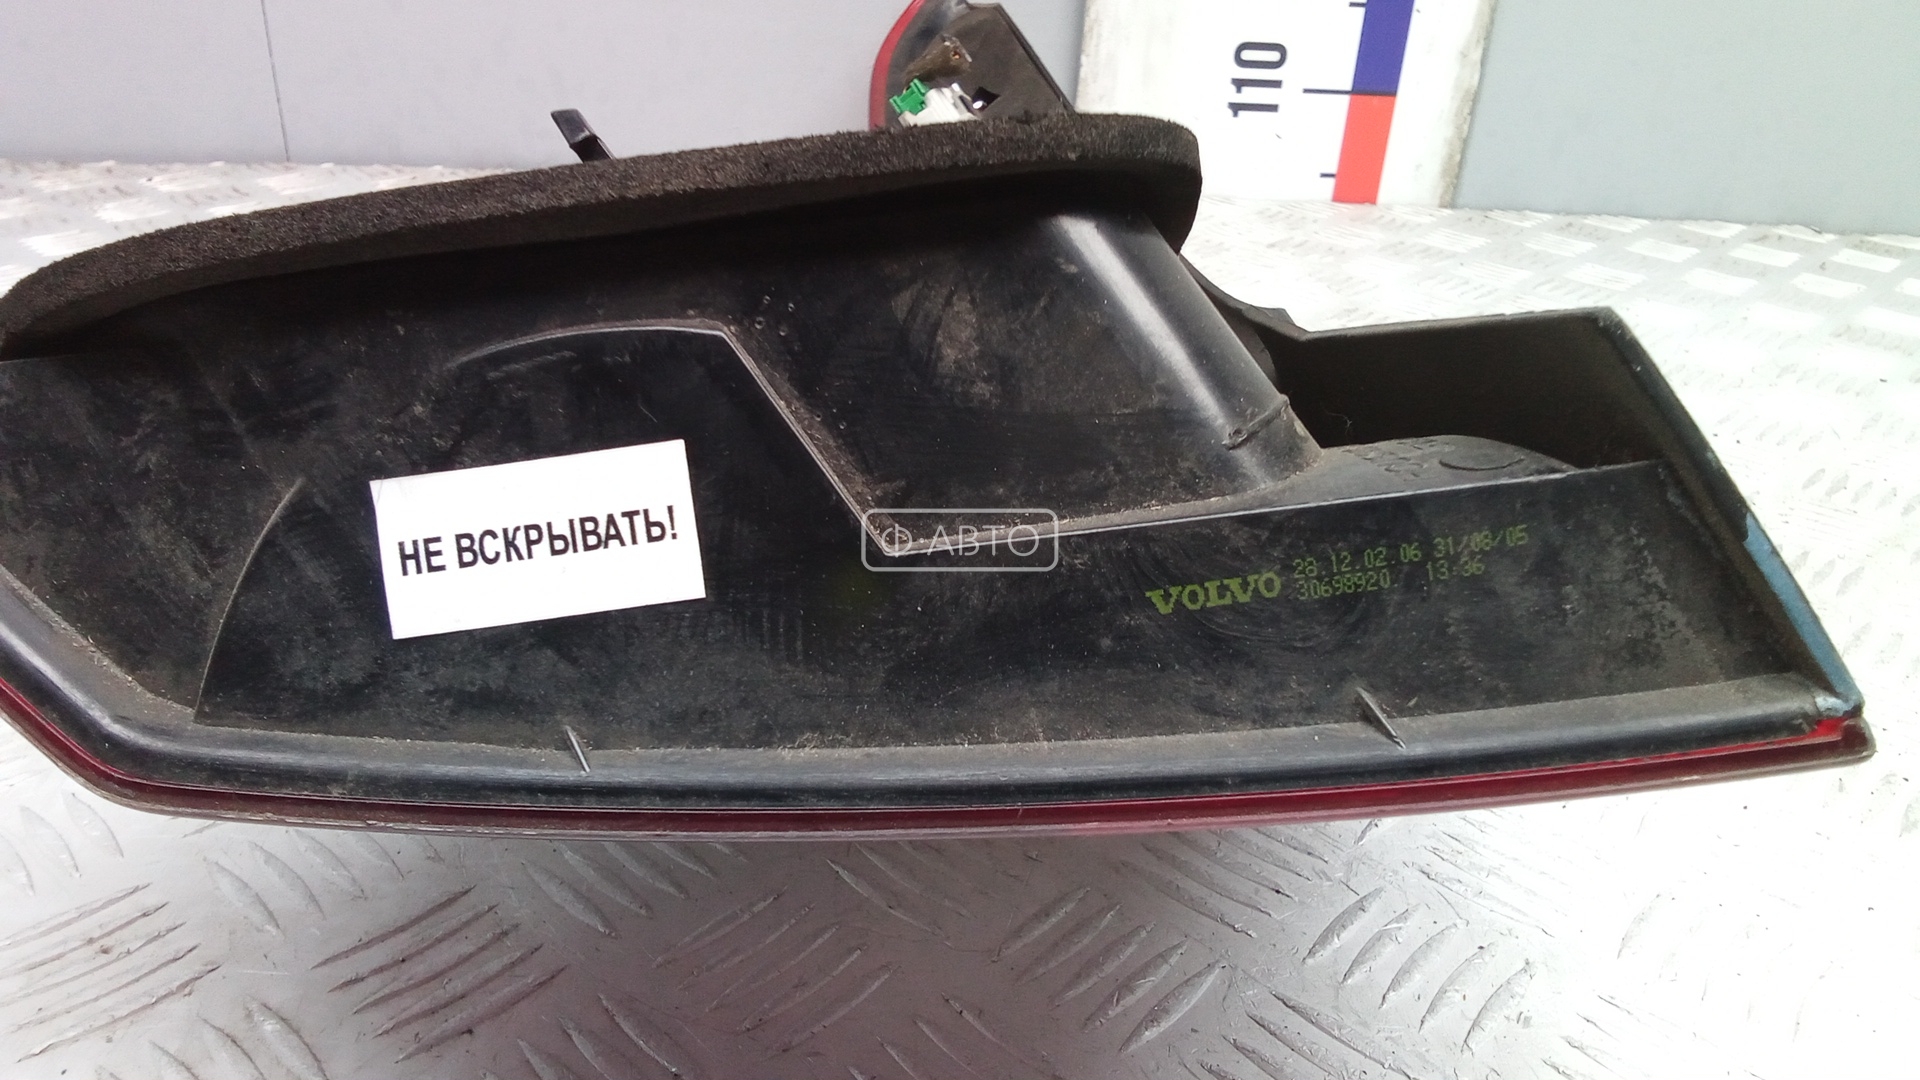 110
НЕ ВСКРЫВАТЬ!
Ф АВТО
VOLVO 28.12.02.06 31/08/05
30698920 13:36